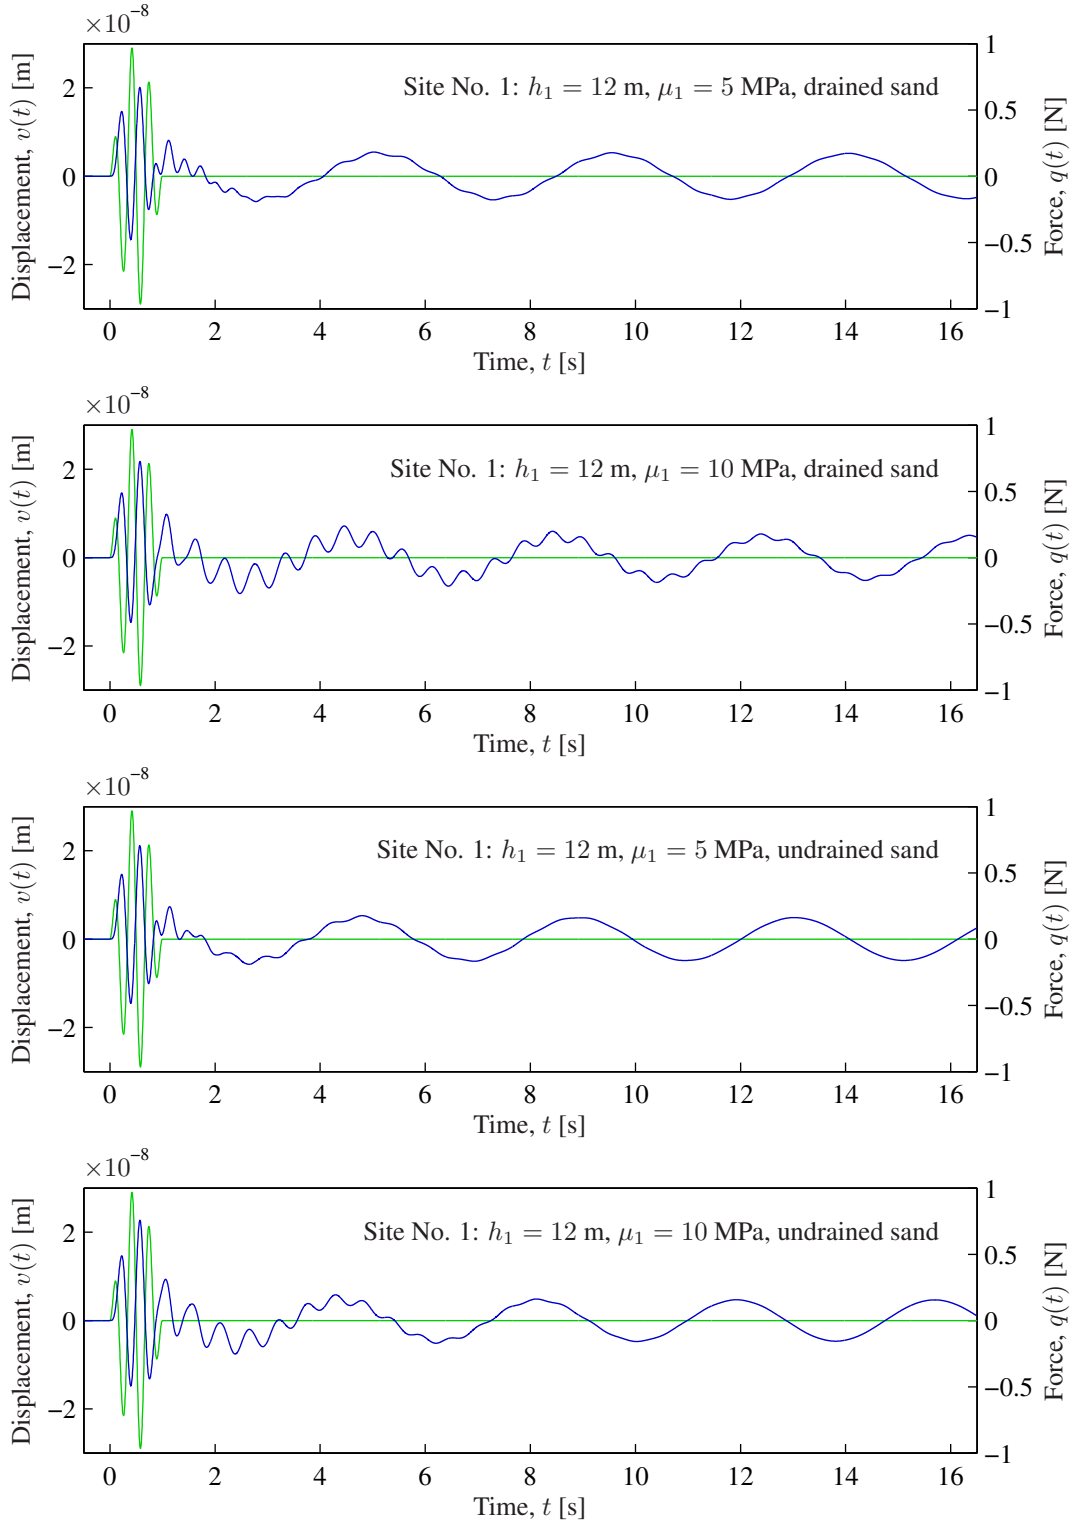 ×10⁻⁸
Displacement, v(t) [m]
2
0
−2
Site No. 1: h₁ = 12 m, μ₁ = 5 MPa, drained sand
1
0.5
0
−0.5
−1
Force, q(t) [N]
0 2 4 6 8 10 12 14 16
Time, t [s]
×10⁻⁸
Displacement, v(t) [m]
2
0
−2
Site No. 1: h₁ = 12 m, μ₁ = 10 MPa, drained sand
1
0.5
0
−0.5
−1
Force, q(t) [N]
0 2 4 6 8 10 12 14 16
Time, t [s]
×10⁻⁸
Displacement, v(t) [m]
2
0
−2
Site No. 1: h₁ = 12 m, μ₁ = 5 MPa, undrained sand
1
0.5
0
−0.5
−1
Force, q(t) [N]
0 2 4 6 8 10 12 14 16
Time, t [s]
×10⁻⁸
Displacement, v(t) [m]
2
0
−2
Site No. 1: h₁ = 12 m, μ₁ = 10 MPa, undrained sand
1
0.5
0
−0.5
−1
Force, q(t) [N]
0 2 4 6 8 10 12 14 16
Time, t [s]